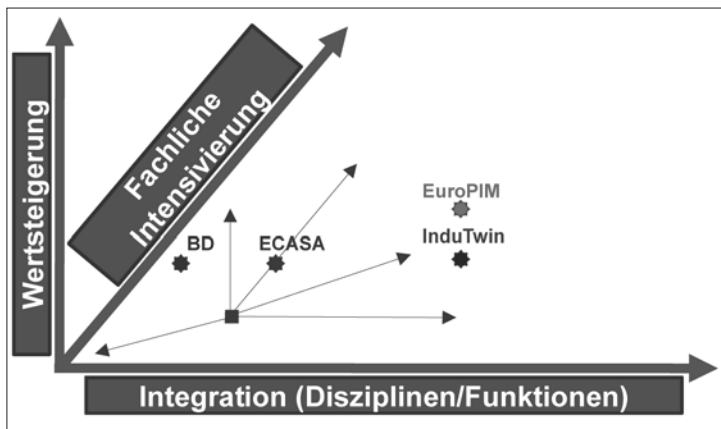 Wertsteigerung
Fachliche
Intensivierung
EuroPIM
BD
ECASA
InduTwin
Integration (Disziplinen/Funktionen)